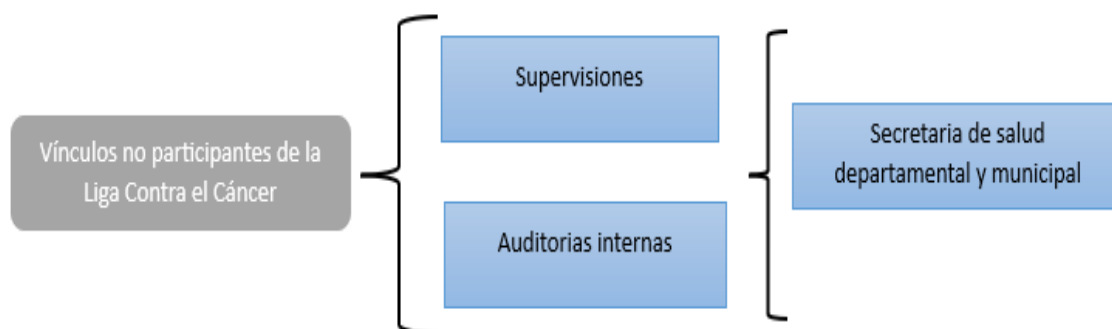 Vínculos no participantes de la
Liga Contra el Cáncer
Supervisiones
Auditorias internas
Secretaria de salud
departamental y municipal